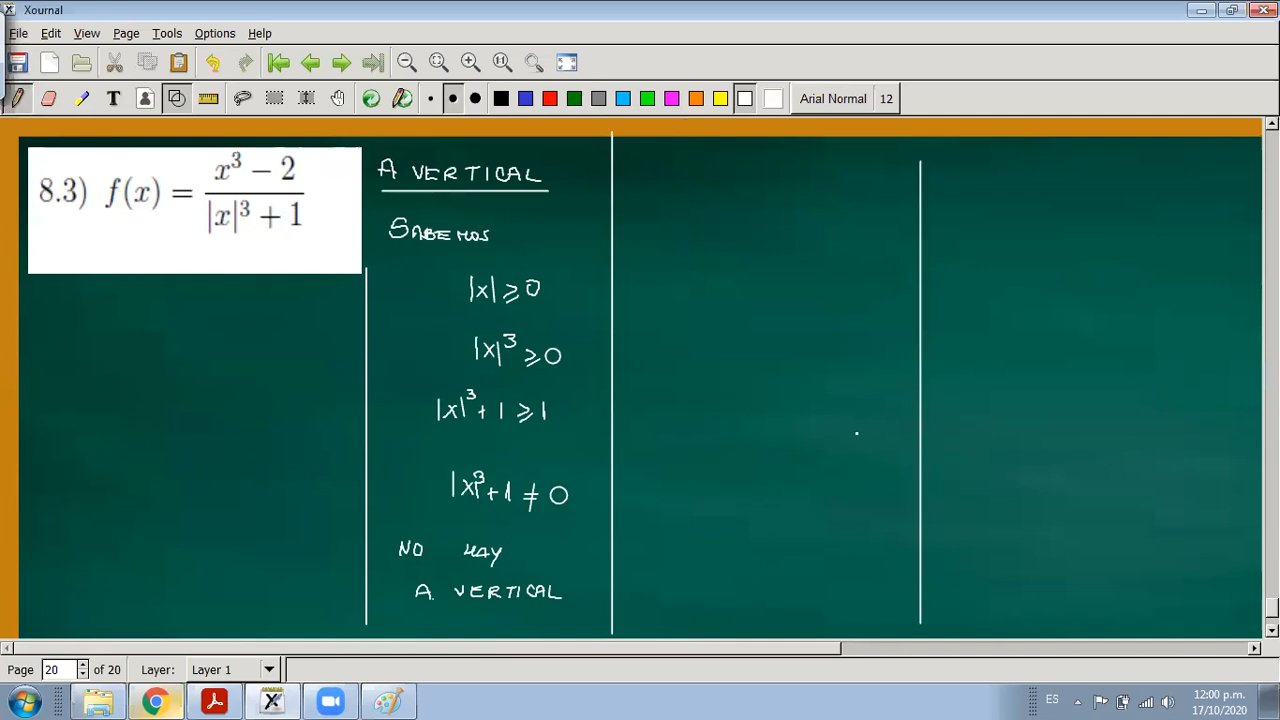 Xournal
File Edit View Page Tools Options Help
Arial Normal 12
8.3) f(x) = \frac{x^3 - 2}{|x|^3 + 1}
A VERTICAL
SABEMOS
|x| ⩾ 0
|x|^3 ⩾ 0
|x|^3 + 1 ⩾ 1
|x|^3 + 1 ≠ 0
NO HAY
A VERTICAL
Page 20 of 20 Layer: Layer 1
ES 12:00 p.m.
17/10/2020